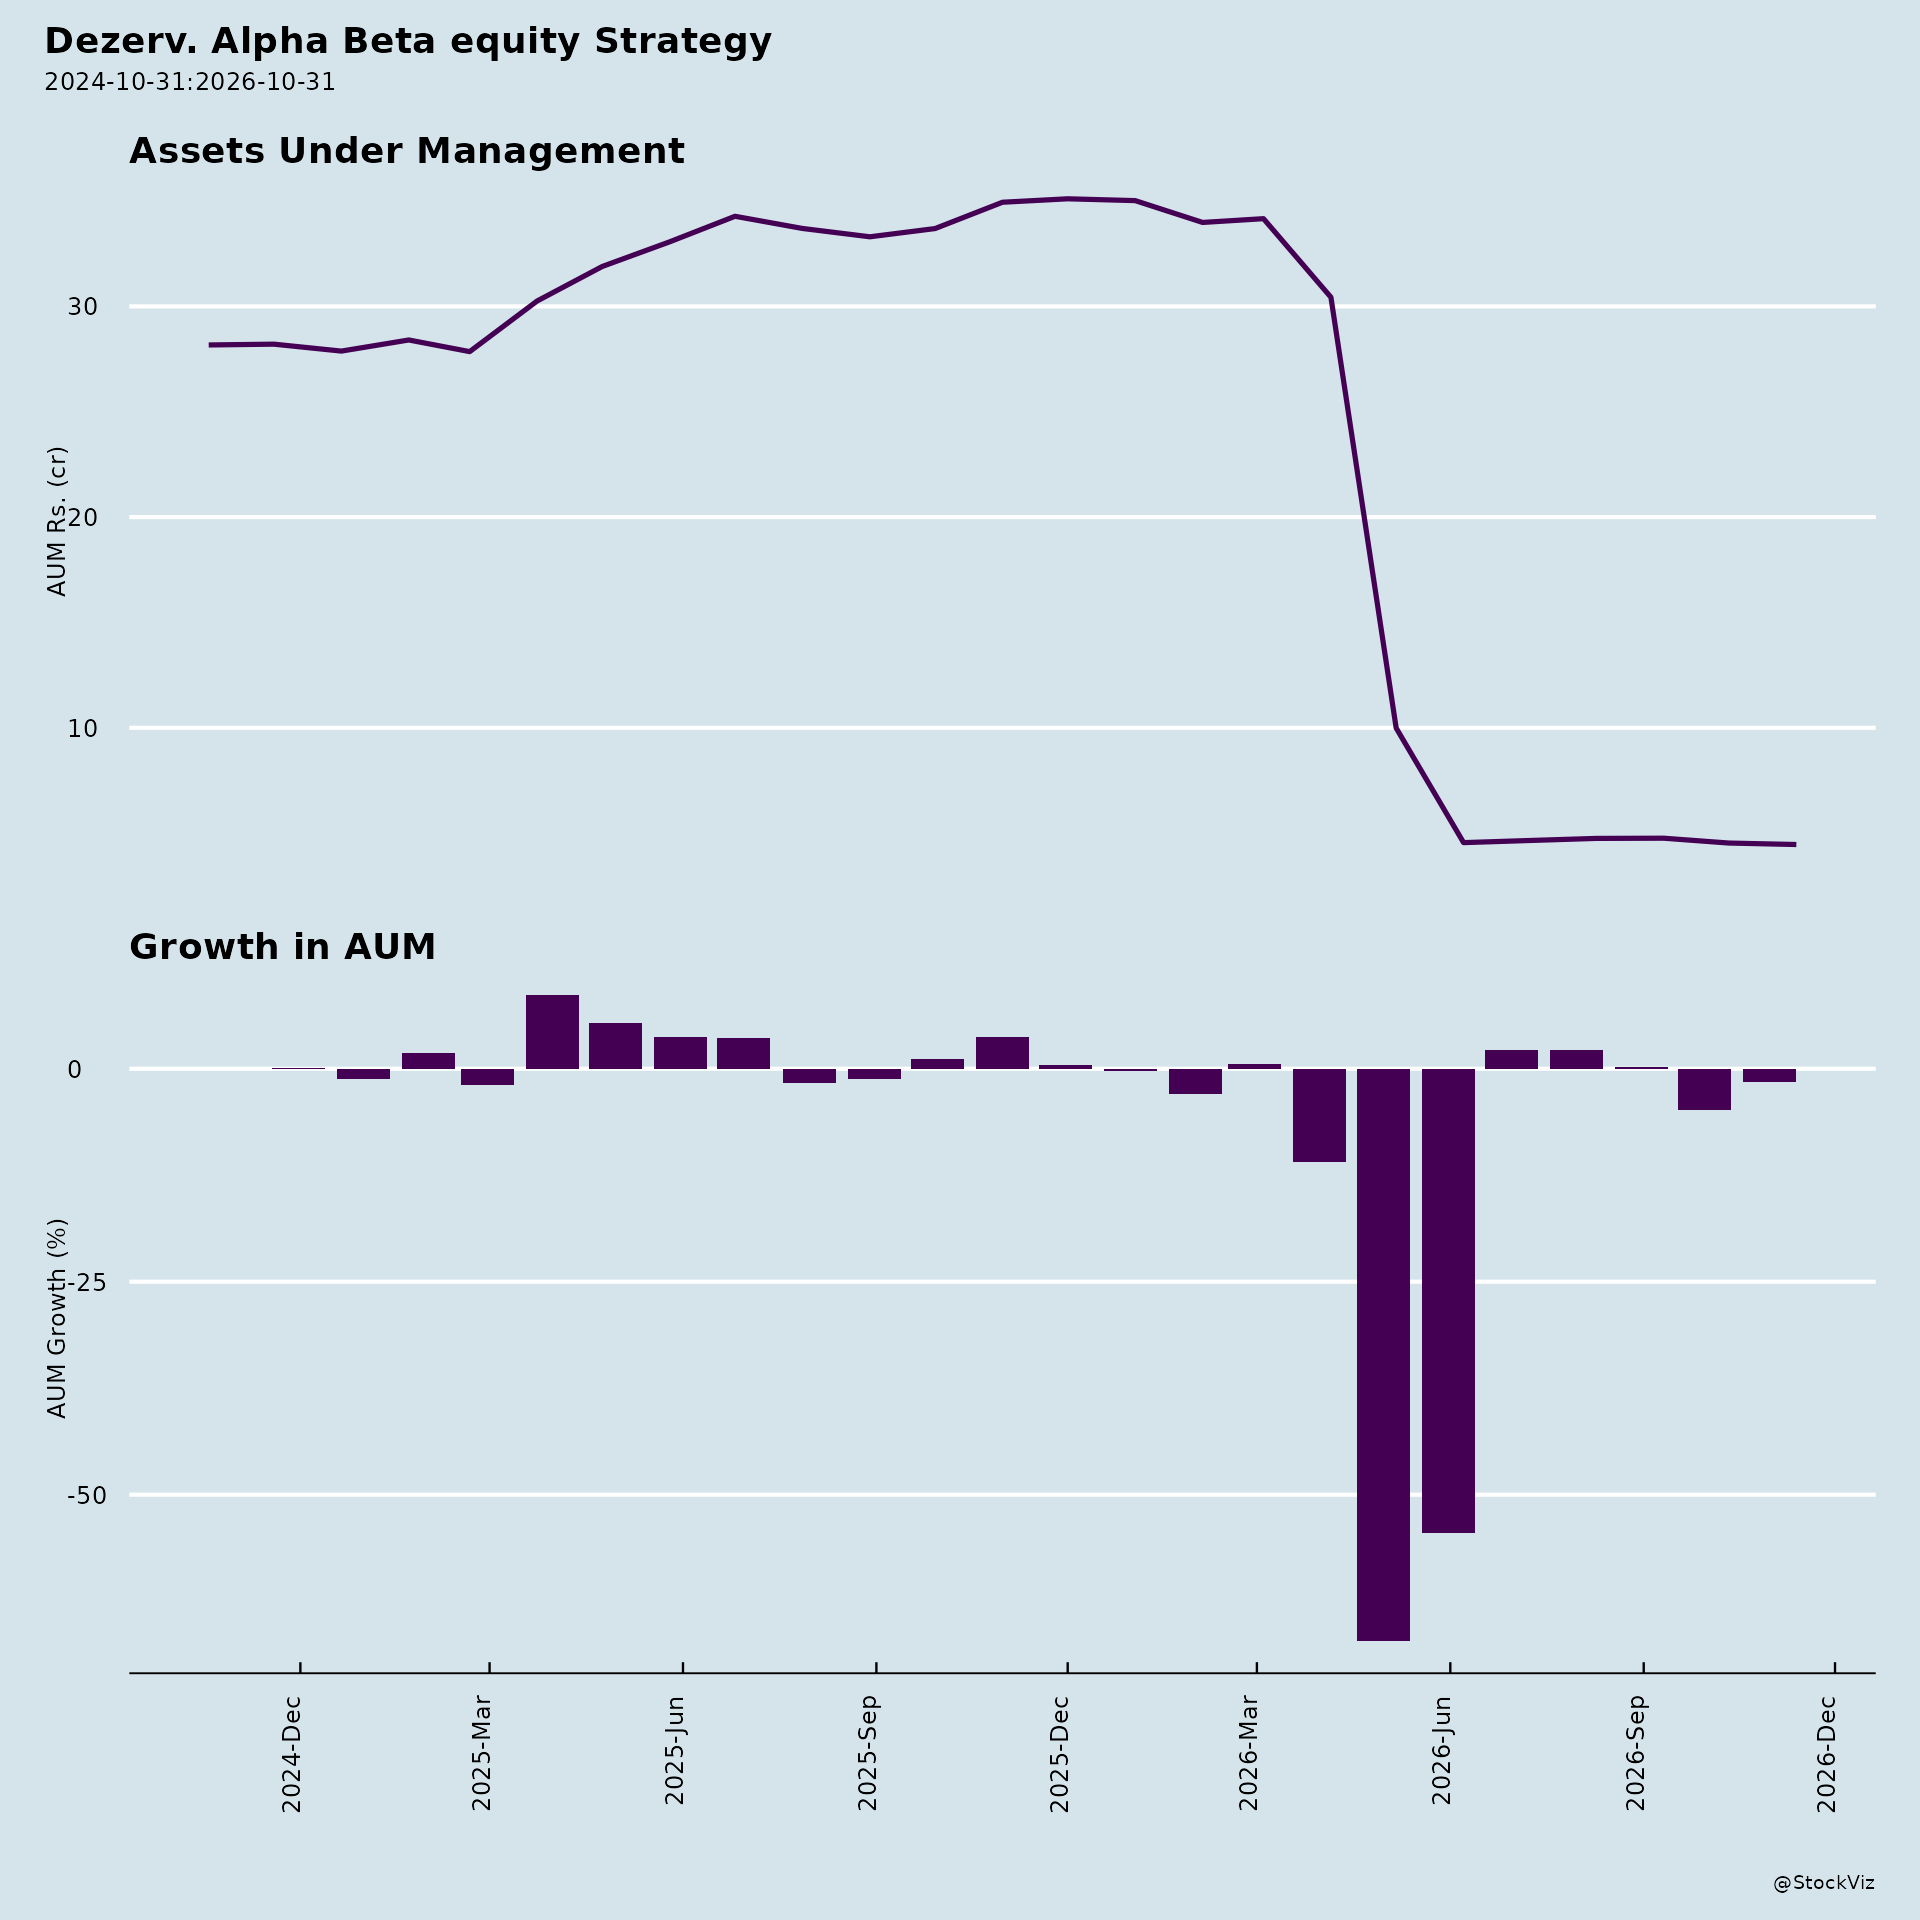 Dezerv. Alpha Beta equity Strategy
2024-10-31:2026-10-31
Assets Under Management
AUM Rs. (cr)
30
20
10
Growth in AUM
AUM Growth (%)
0
-25
-50
2024-Dec
2025-Mar
2025-Jun
2025-Sep
2025-Dec
2026-Mar
2026-Jun
2026-Sep
2026-Dec
@StockViz